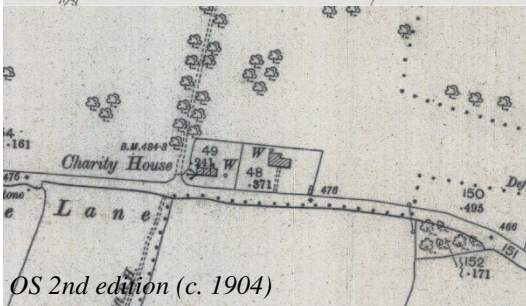 B.M. 484·3
49
·241
W
W
48
·371
·161
Charity House
476
476
L a n e
e
150
·495
466
151
152
·171
OS 2nd edition (c. 1904)